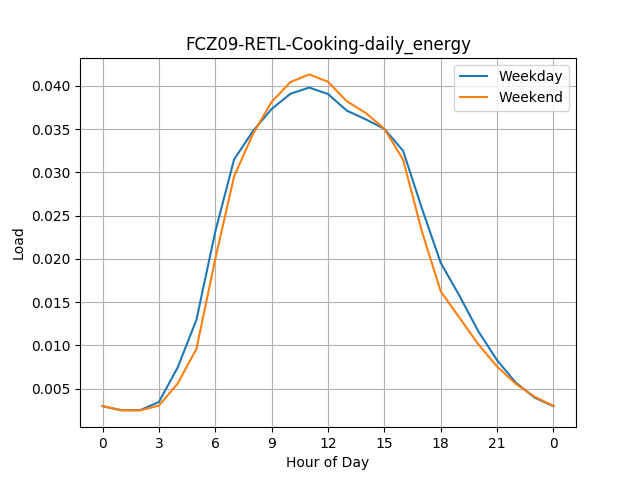 FCZ09-RETL-Cooking-daily_energy
Weekday
Weekend
0.040
0.035
0.030
0.025
0.020
0.015
0.010
0.005
Load
0 3 6 9 12 15 18 21 0
Hour of Day